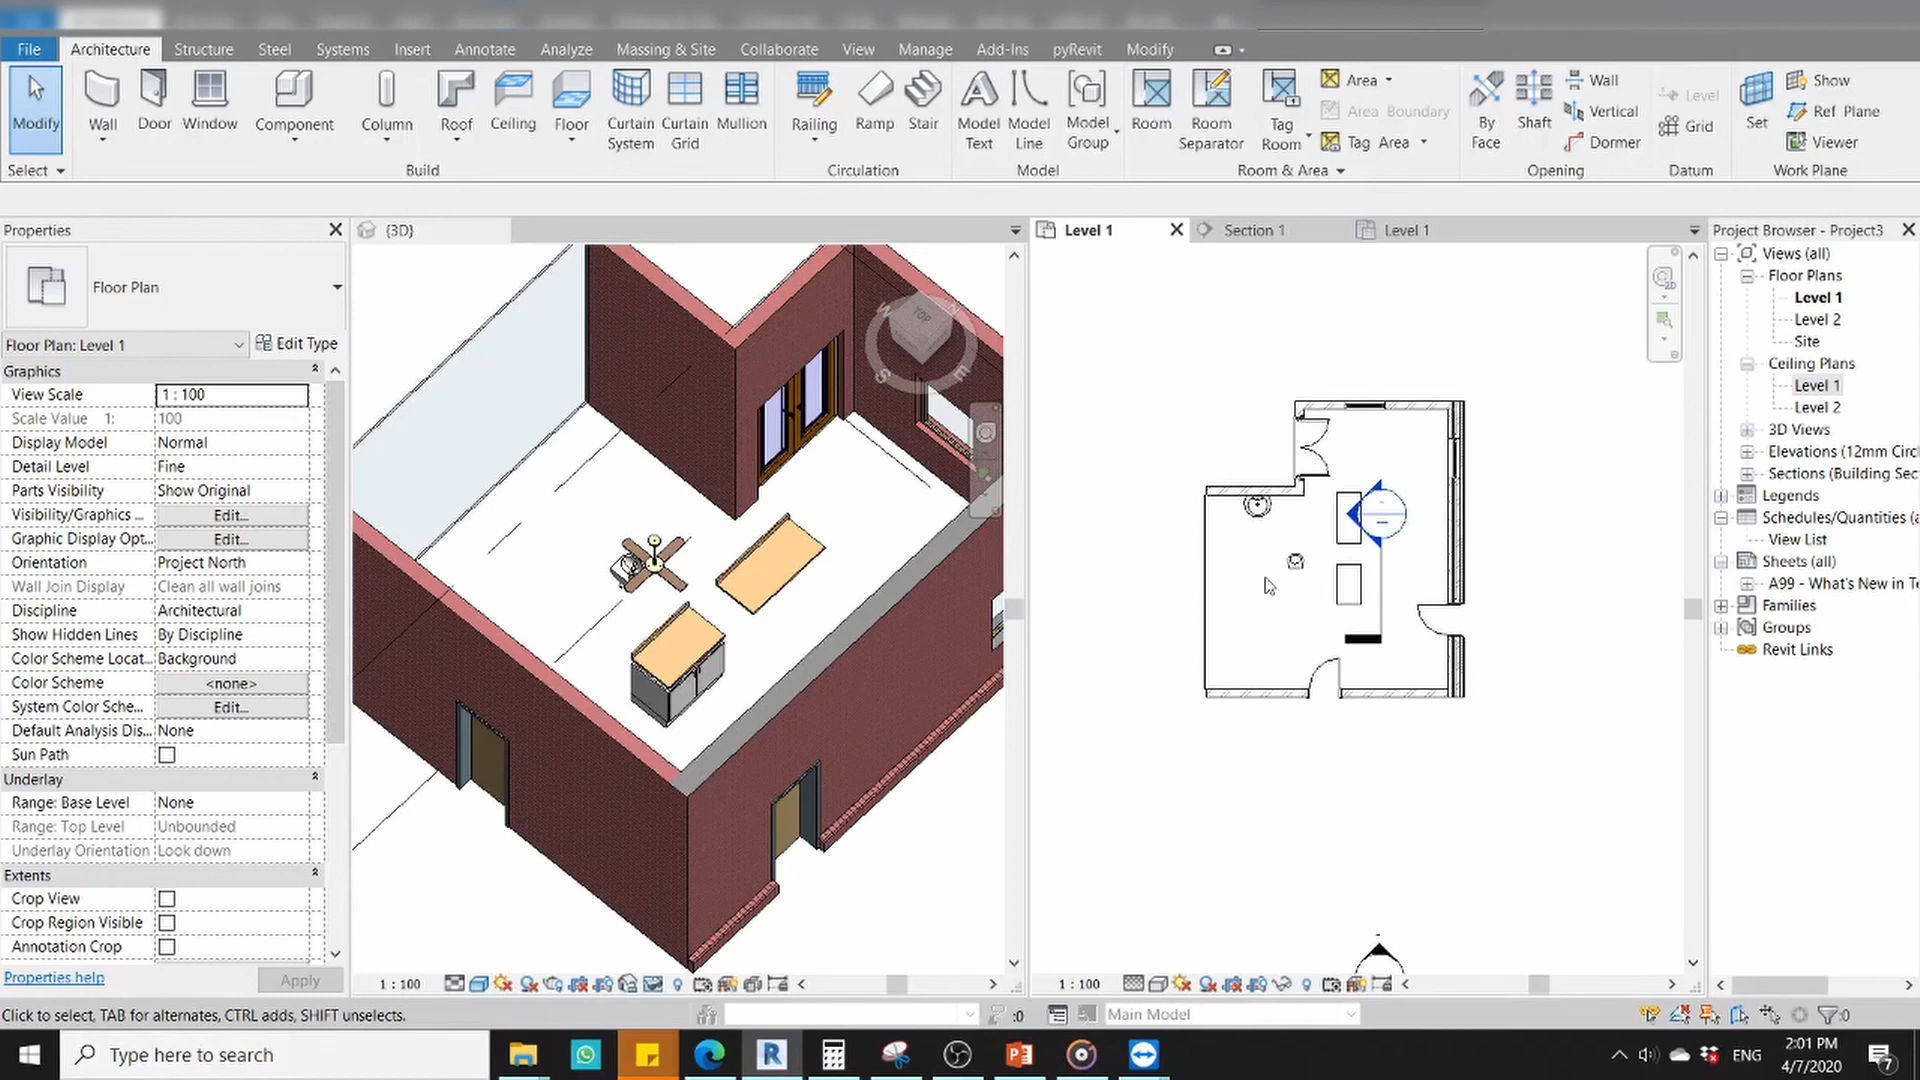 File Architecture Structure Steel Systems Insert Annotate Analyze Massing & Site Collaborate View Manage Add-Ins pyRevit Modify
Modify Wall Door Window Component Column Roof Ceiling Floor Curtain System Curtain Grid Mullion Railing Ramp Stair Model Text Model Line Model Group Room Room Separator Tag Room
Area
Area Boundary
Tag Area
By Face Shaft
Wall
Vertical
Dormer
Level
Grid
Set
Show
Ref Plane
Viewer
Select Build Circulation Model Room & Area Opening Datum Work Plane
Properties
Floor Plan
Floor Plan: Level 1 Edit Type
Graphics
View Scale 1 : 100
Scale Value 1: 100
Display Model Normal
Detail Level Fine
Parts Visibility Show Original
Visibility/Graphics ... Edit...
Graphic Display Opt... Edit...
Orientation Project North
Wall Join Display Clean all wall joins
Discipline Architectural
Show Hidden Lines By Discipline
Color Scheme Locat... Background
Color Scheme <none>
System Color Sche... Edit...
Default Analysis Dis... None
Sun Path
Underlay
Range: Base Level None
Range: Top Level Unbounded
Underlay Orientation Look down
Extents
Crop View
Crop Region Visible
Annotation Crop
Properties help Apply
{3D}
TOP
W N
S E
1 : 100
Level 1 Section 1 Level 1
2D
1 : 100
Project Browser - Project3
Views (all)
Floor Plans
Level 1
Level 2
Site
Ceiling Plans
Level 1
Level 2
3D Views
Elevations (12mm Circl
Sections (Building Sec
Legends
Schedules/Quantities (a
View List
Sheets (all)
A99 - What's New in Te
Families
Groups
Revit Links
Click to select, TAB for alternates, CTRL adds, SHIFT unselects.
:0
Main Model
:0
Type here to search
ENG
2:01 PM
4/7/2020
7